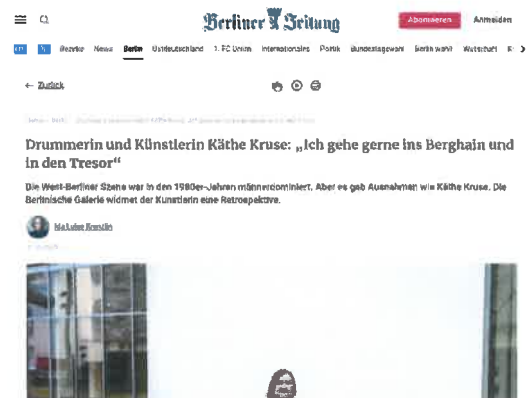 Berliner Zeitung
Abonnieren Anmelden
Bezirke News Berlin Ostdeutschland 1. FC Union Internationales Politik Bundestagswahl Berlin wählt Wirtschaft
← Zurück
Drummerin und Künstlerin Käthe Kruse: „Ich gehe gerne ins Berghain und
in den Tresor“
Die West-Berliner Szene war in den 1980er-Jahren männerdominiert. Aber es gab Ausnahmen wie Käthe Kruse. Die
Berlinische Galerie widmet der Künstlerin eine Retrospektive.